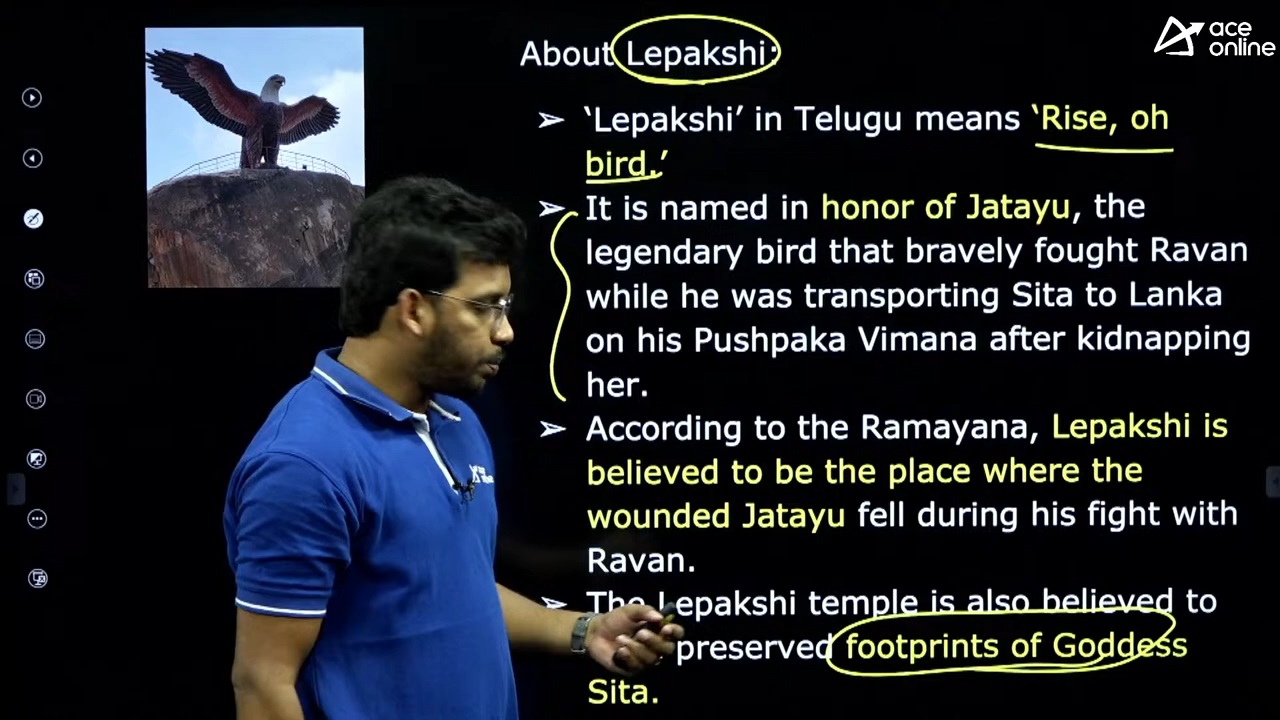 ace
online
About Lepakshi:
➢ ‘Lepakshi’ in Telugu means ‘Rise, oh
bird.’
➢ It is named in honor of Jatayu, the
legendary bird that bravely fought Ravan
while he was transporting Sita to Lanka
on his Pushpaka Vimana after kidnapping
her.
➢ According to the Ramayana, Lepakshi is
believed to be the place where the
wounded Jatayu fell during his fight with
Ravan.
➢ The Lepakshi temple is also believed to
preserved footprints of Goddess
Sita.